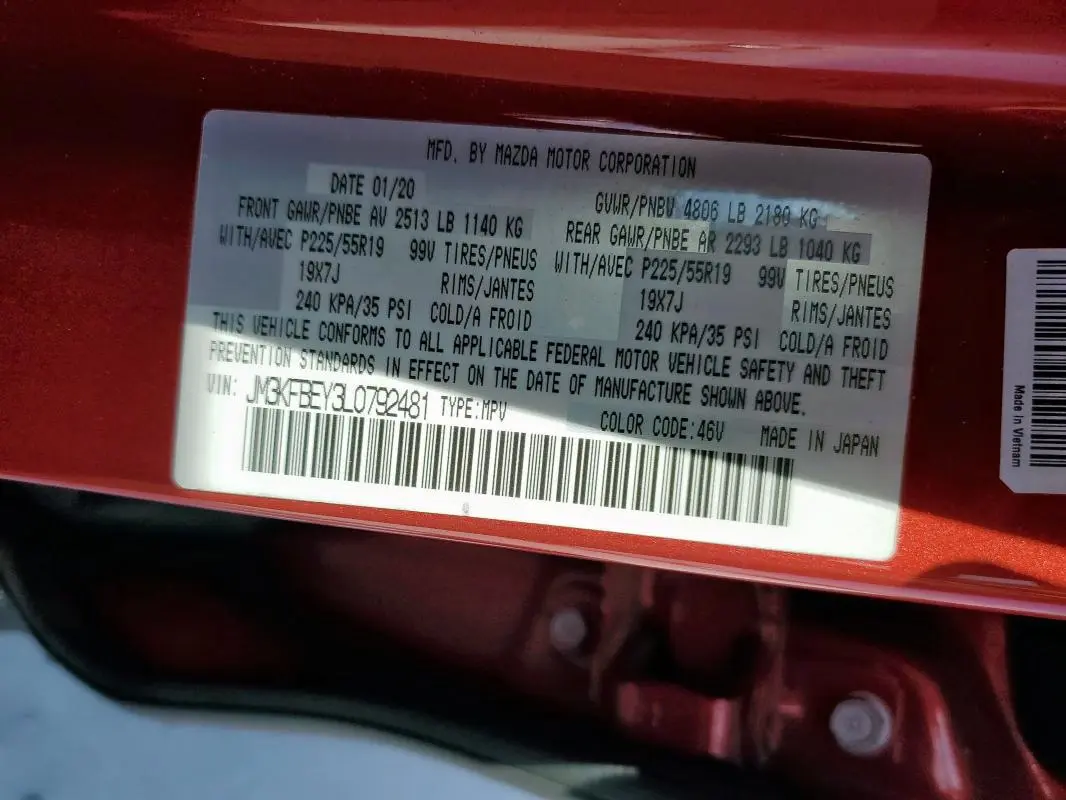 MFD. BY MAZDA MOTOR CORPORATION
DATE 01/20 GVWR/PNBV 4806 LB 2180 KG
FRONT GAWR/PNBE AV 2513 LB 1140 KG REAR GAWR/PNBE AR 2293 LB 1040 KG
WITH/AVEC P225/55R19 99V TIRES/PNEUS WITH/AVEC P225/55R19 99V TIRES/PNEUS
19X7J RIMS/JANTES 19X7J RIMS/JANTES
240 KPA/35 PSI COLD/A FROID 240 KPA/35 PSI COLD/A FROID
THIS VEHICLE CONFORMS TO ALL APPLICABLE FEDERAL MOTOR VEHICLE SAFETY AND THEFT
PREVENTION STANDARDS IN EFFECT ON THE DATE OF MANUFACTURE SHOWN ABOVE.
VIN: JM3KFBEY3L0792481 TYPE:MPV COLOR CODE:46V MADE IN JAPAN
Made in Vietnam